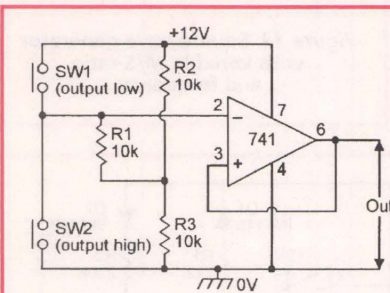 +12V
SW1
(output low)
R2
10k
R1
10k
2
−
7
741
6
3
+
4
Out
SW2
(output high)
R3
10k
0V